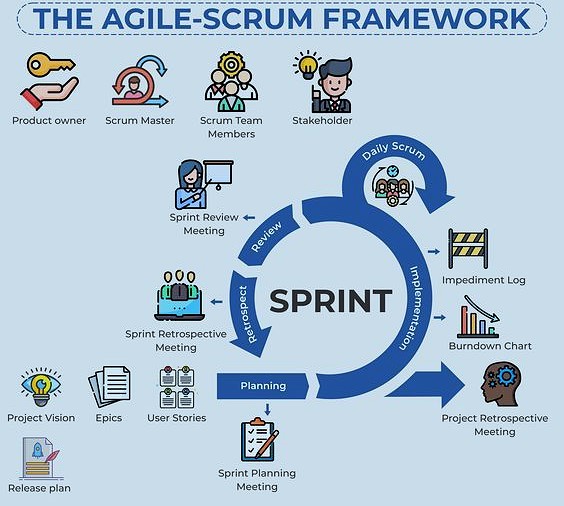 THE AGILE-SCRUM FRAMEWORK
Product owner
Scrum Master
Scrum Team
Members
Stakeholder
Daily Scrum
Sprint Review
Meeting
Review
Impediment Log
Implementation
SPRINT
Retrospect
Sprint Retrospective
Meeting
Burndown Chart
Planning
Project Vision
Epics
User Stories
Project Retrospective
Meeting
Sprint Planning
Meeting
Release plan